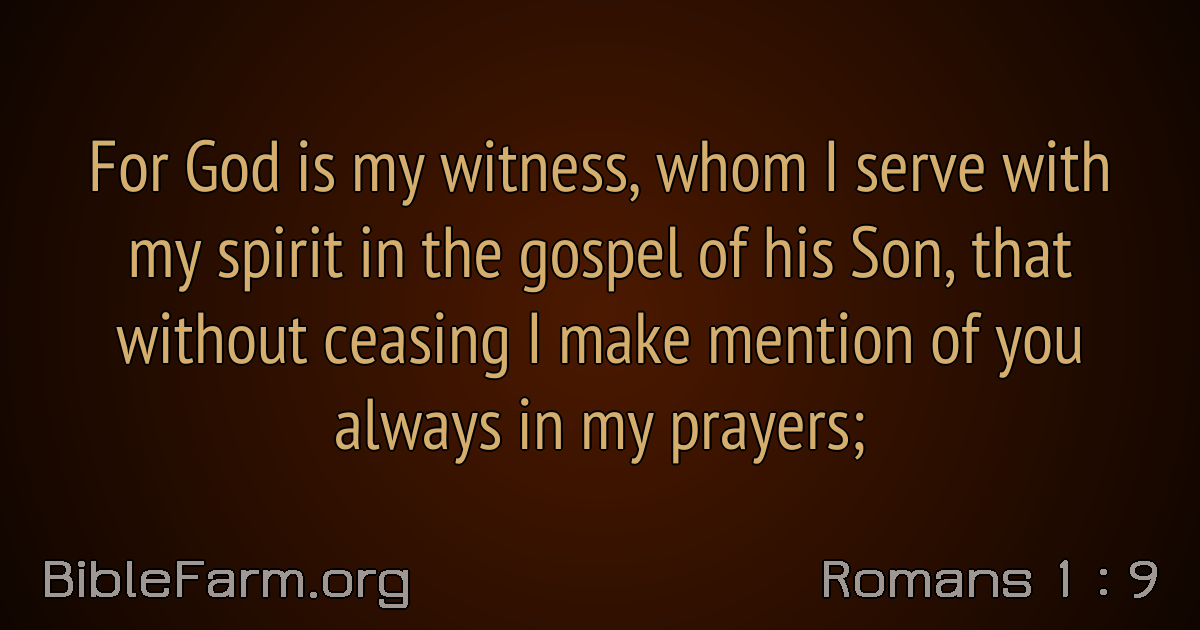 For God is my witness, whom I serve with
my spirit in the gospel of his Son, that
without ceasing I make mention of you
always in my prayers;
BibleFarm.org
Romans 1 : 9